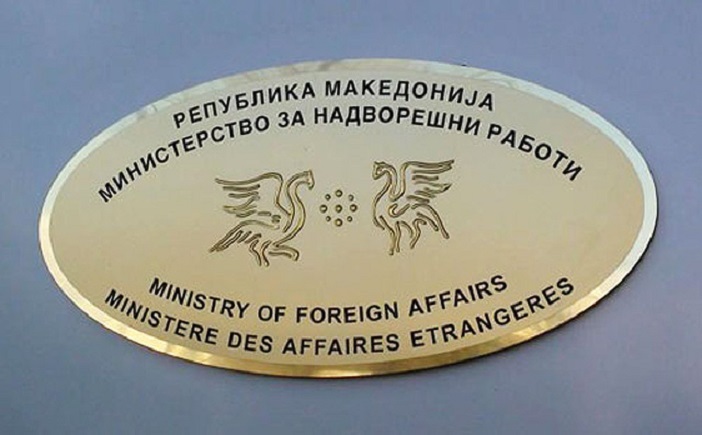 РЕПУБЛИКА МАКЕДОНИЈА
МИНИСТЕРСТВО ЗА НАДВОРЕШНИ РАБОТИ
MINISTRY OF FOREIGN AFFAIRS
MINISTERE DES AFFAIRES ETRANGERES